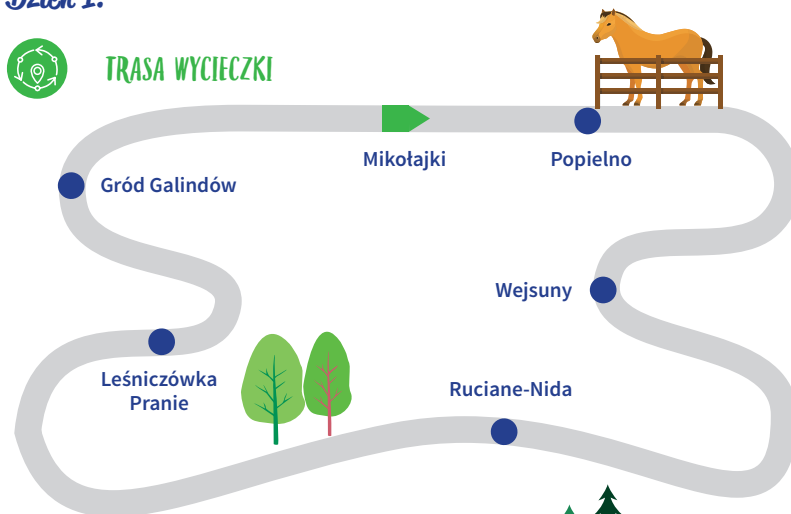 Dzień 1.
TRASA WYCIECZKI
Mikołajki
Popielno
Gród Galindów
Wejsuny
Leśniczówka
Pranie
Ruciane-Nida